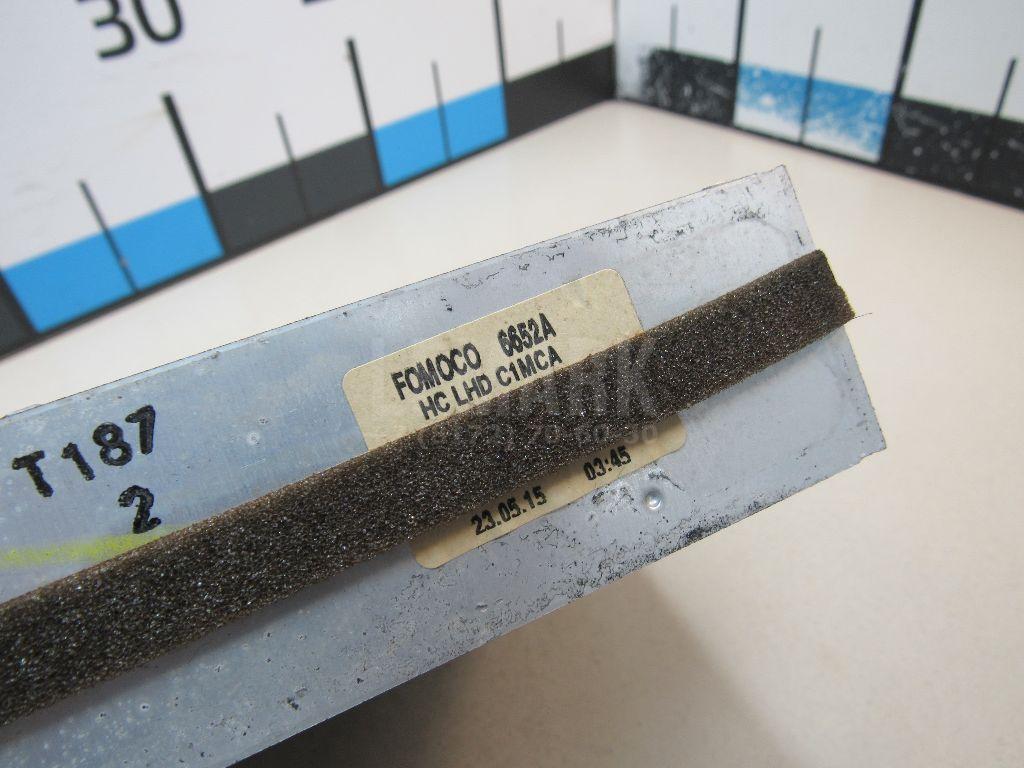 30
FOMOCO 6652A
HC LHD C1MCA
T187
2
23.05.15 03:45